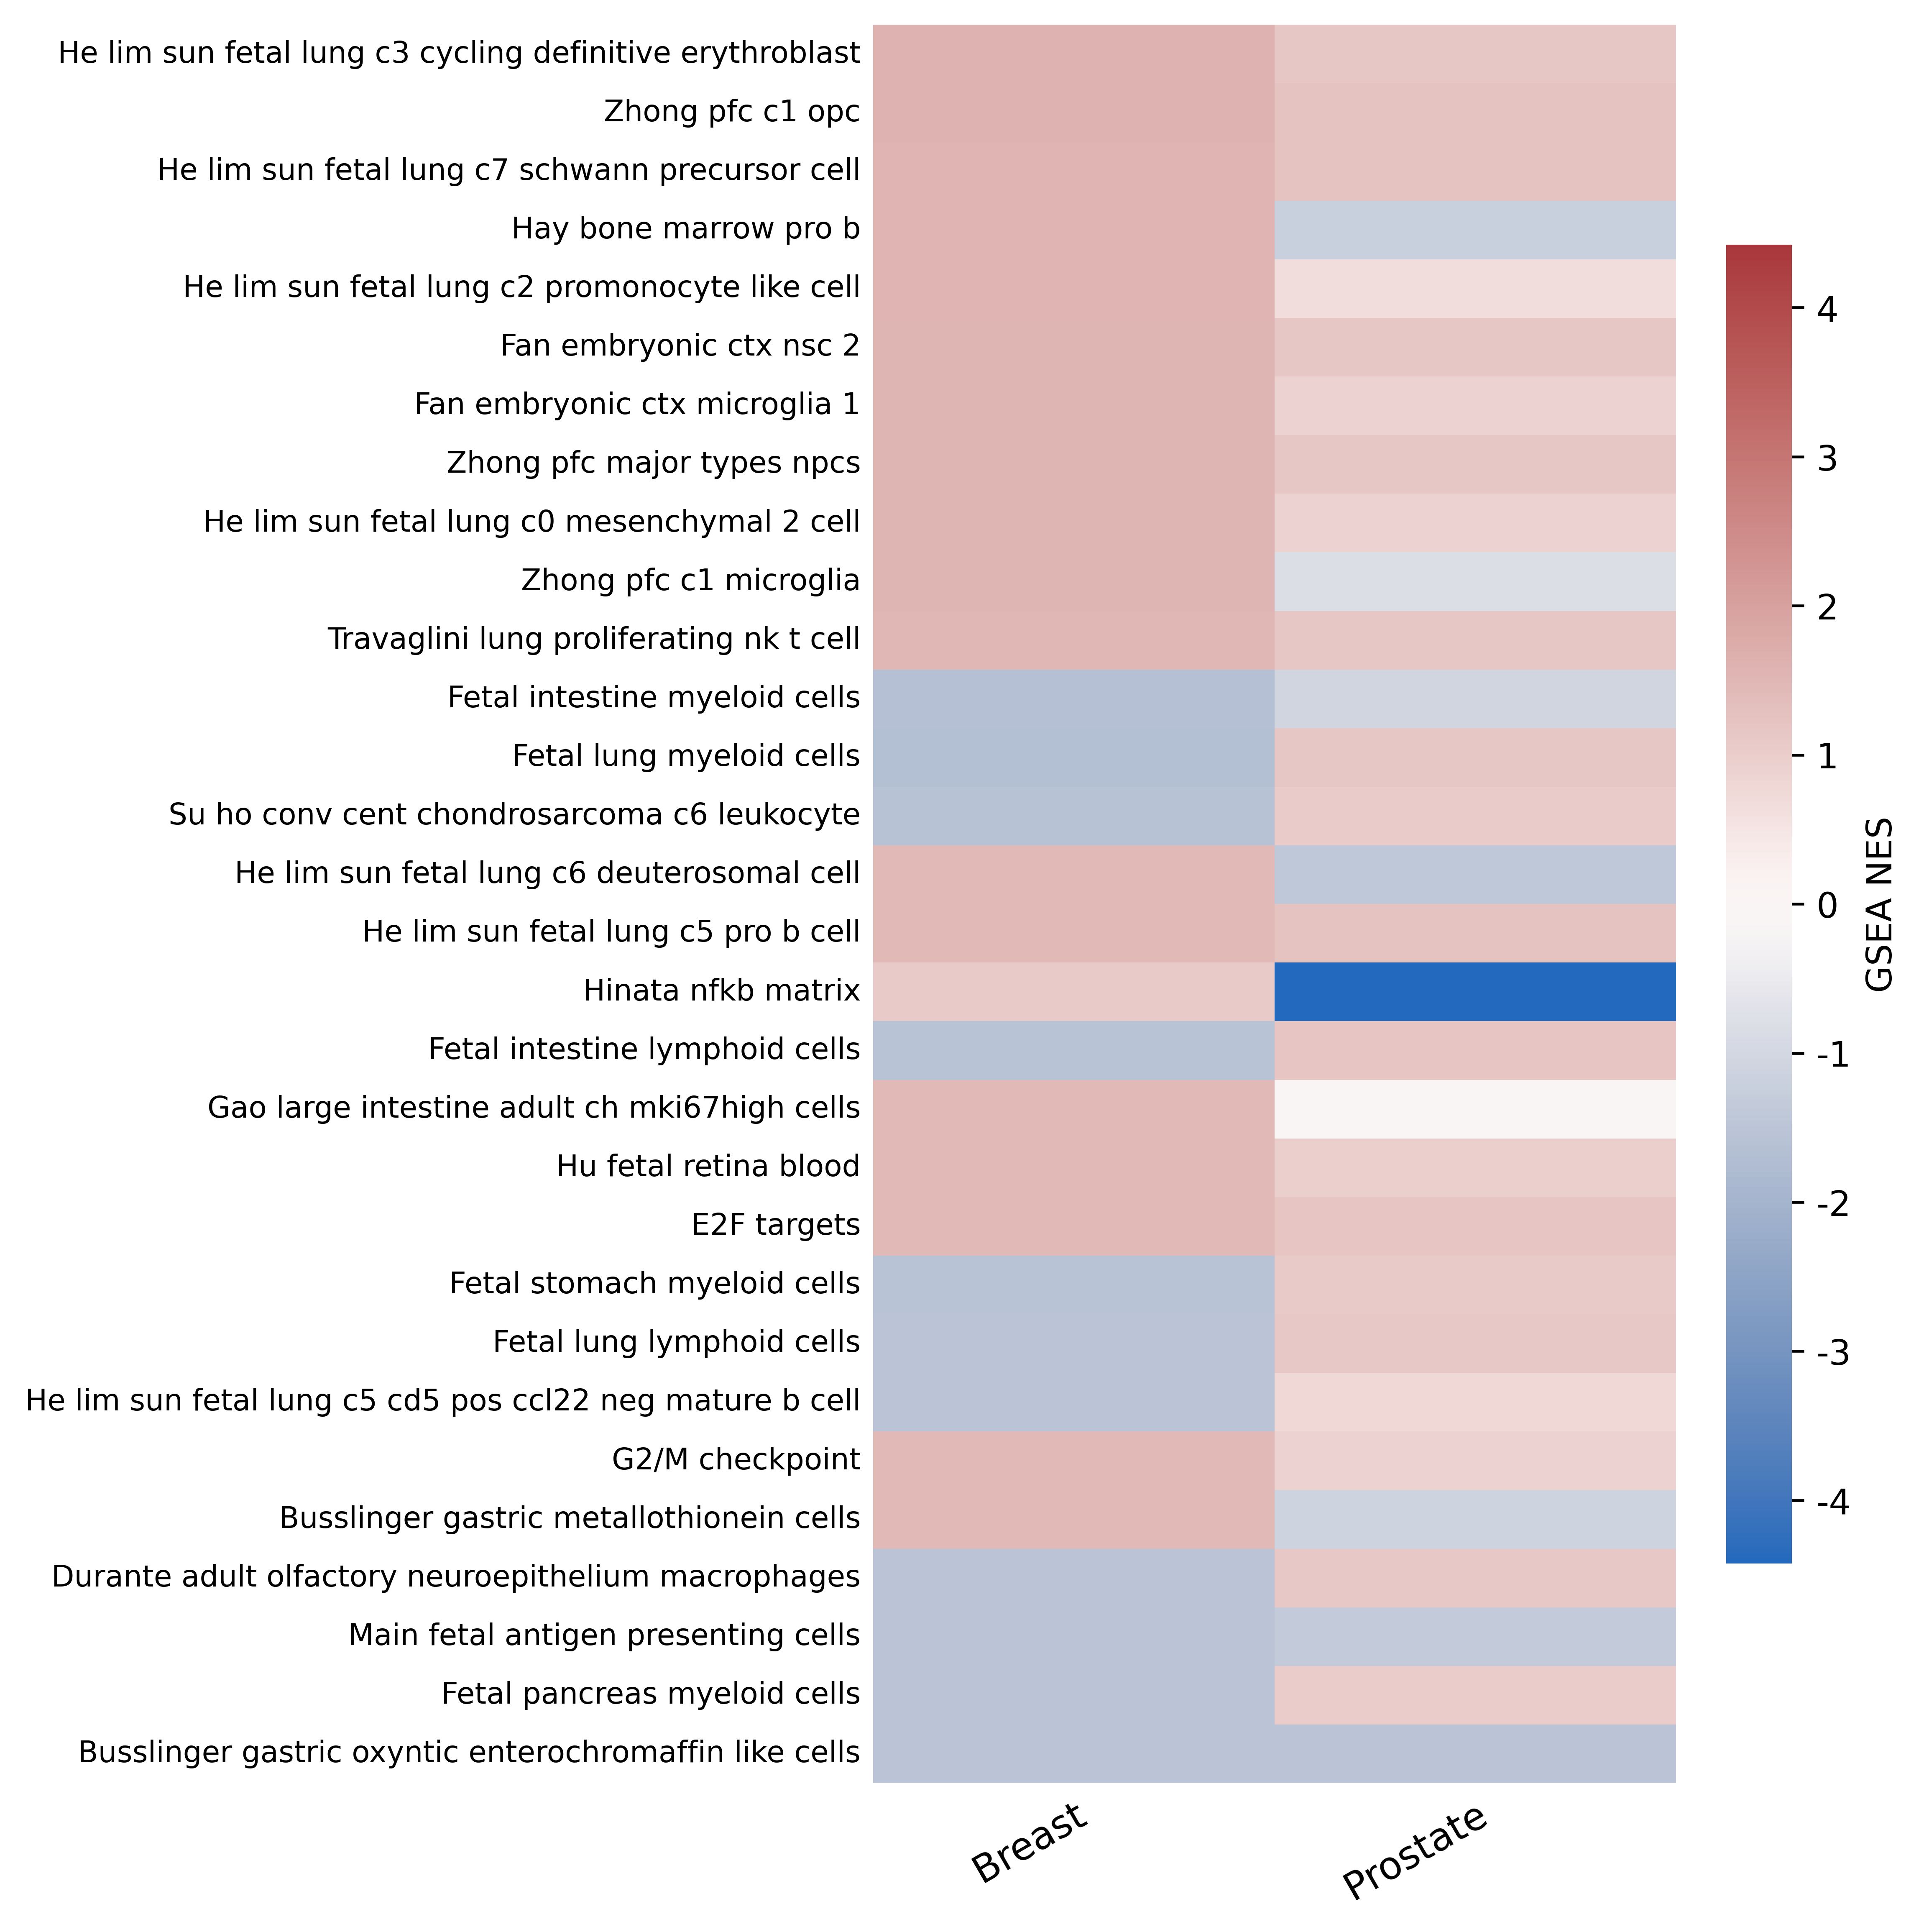 He lim sun fetal lung c3 cycling definitive erythroblast
Zhong pfc c1 opc
He lim sun fetal lung c7 schwann precursor cell
Hay bone marrow pro b
He lim sun fetal lung c2 promonocyte like cell
Fan embryonic ctx nsc 2
Fan embryonic ctx microglia 1
Zhong pfc major types npcs
He lim sun fetal lung c0 mesenchymal 2 cell
Zhong pfc c1 microglia
Travaglini lung proliferating nk t cell
Fetal intestine myeloid cells
Fetal lung myeloid cells
Su ho conv cent chondrosarcoma c6 leukocyte
He lim sun fetal lung c6 deuterosomal cell
He lim sun fetal lung c5 pro b cell
Hinata nfkb matrix
Fetal intestine lymphoid cells
Gao large intestine adult ch mki67high cells
Hu fetal retina blood
E2F targets
Fetal stomach myeloid cells
Fetal lung lymphoid cells
He lim sun fetal lung c5 cd5 pos ccl22 neg mature b cell
G2/M checkpoint
Busslinger gastric metallothionein cells
Durante adult olfactory neuroepithelium macrophages
Main fetal antigen presenting cells
Fetal pancreas myeloid cells
Busslinger gastric oxyntic enterochromaffin like cells
Breast
Prostate
4
3
2
1
0
-1
-2
-3
-4
GSEA NES